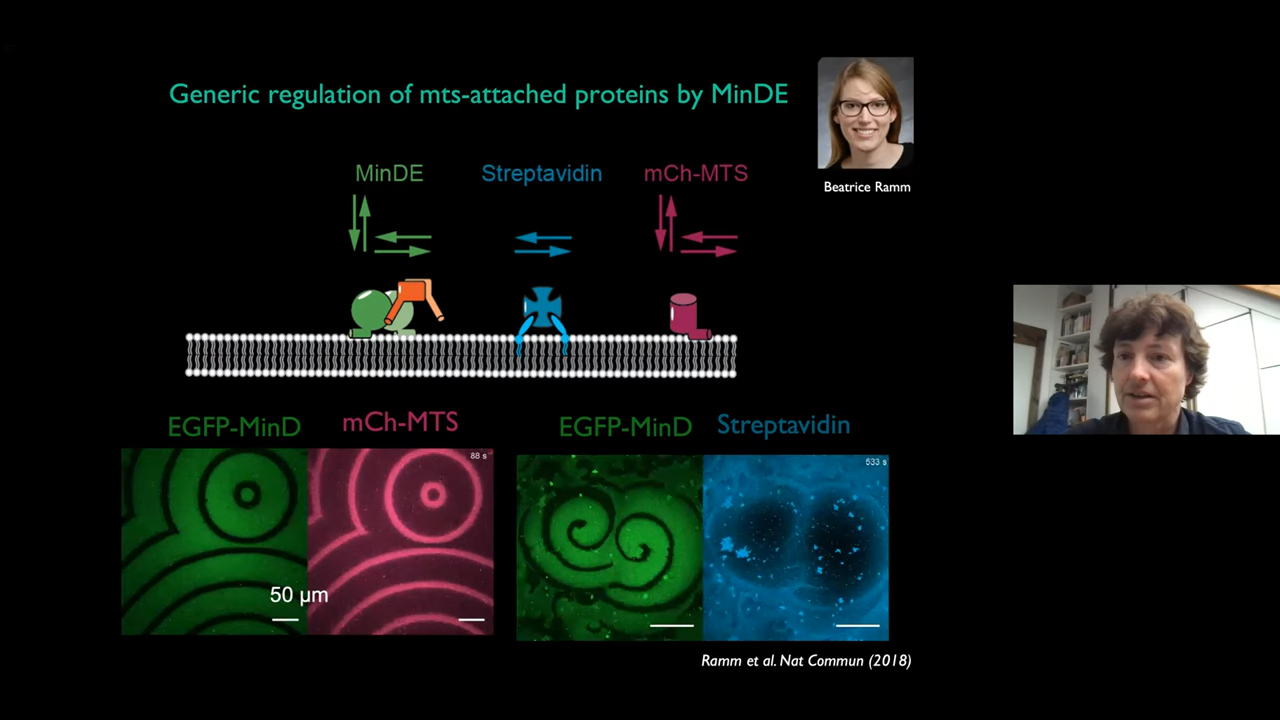 Generic regulation of mts-attached proteins by MinDE
Beatrice Ramm
MinDE
Streptavidin
mCh-MTS
EGFP-MinD
mCh-MTS
EGFP-MinD
Streptavidin
88 s
533 s
50 µm
Ramm et al. Nat Commun (2018)